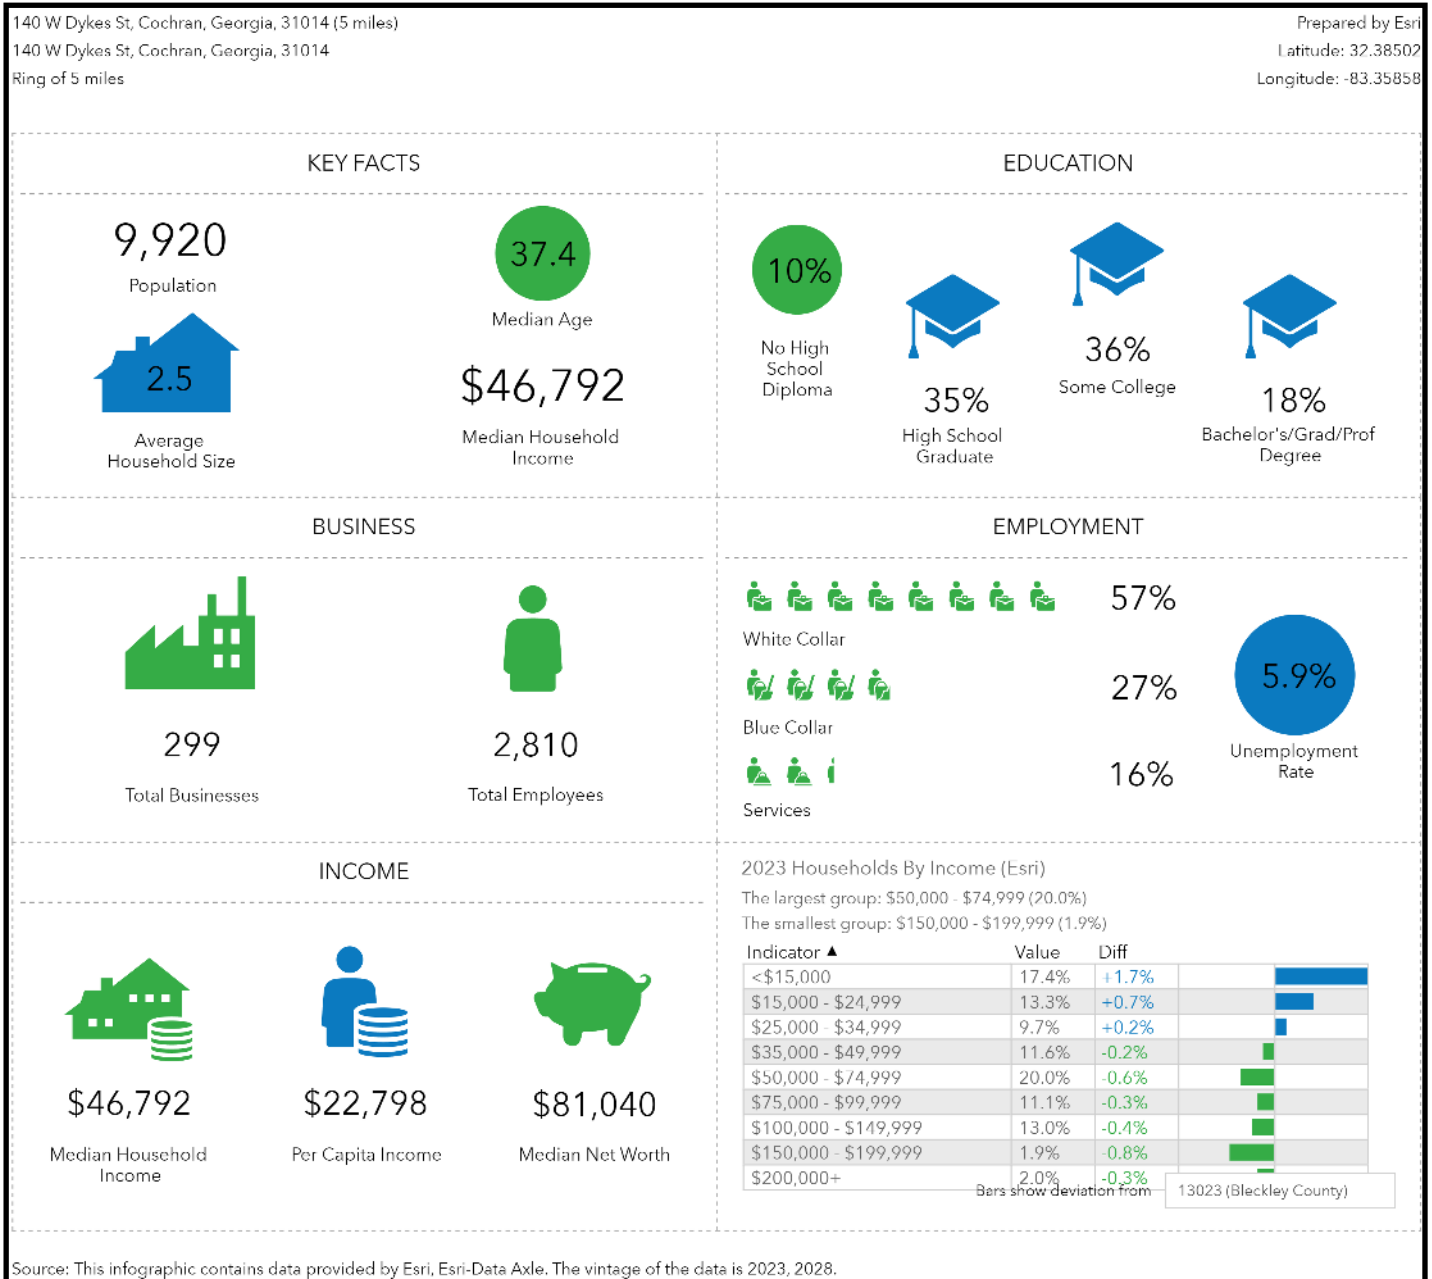 140 W Dykes St, Cochran, Georgia, 31014 (5 miles)
140 W Dykes St, Cochran, Georgia, 31014
Ring of 5 miles
Prepared by Esri
Latitude: 32.38502
Longitude: -83.35858
KEY FACTS
9,920
Population
37.4
Median Age
2.5
Average
Household Size
$46,792
Median Household
Income
EDUCATION
10%
No High
School
Diploma
35%
High School
Graduate
36%
Some College
18%
Bachelor's/Grad/Prof
Degree
BUSINESS
299
Total Businesses
2,810
Total Employees
EMPLOYMENT
57%
White Collar
27%
Blue Collar
16%
Services
5.9%
Unemployment
Rate
INCOME
$46,792
Median Household
Income
$22,798
Per Capita Income
$81,040
Median Net Worth
2023 Households By Income (Esri)
The largest group: $50,000 - $74,999 (20.0%)
The smallest group: $150,000 - $199,999 (1.9%)
Indicator ▲ Value Diff
<$15,000 17.4% +1.7%
$15,000 - $24,999 13.3% +0.7%
$25,000 - $34,999 9.7% +0.2%
$35,000 - $49,999 11.6% -0.2%
$50,000 - $74,999 20.0% -0.6%
$75,000 - $99,999 11.1% -0.3%
$100,000 - $149,999 13.0% -0.4%
$150,000 - $199,999 1.9% -0.8%
$200,000+ 2.0% -0.3%
Bars show deviation from 13023 (Bleckley County)
Source: This infographic contains data provided by Esri, Esri-Data Axle. The vintage of the data is 2023, 2028.